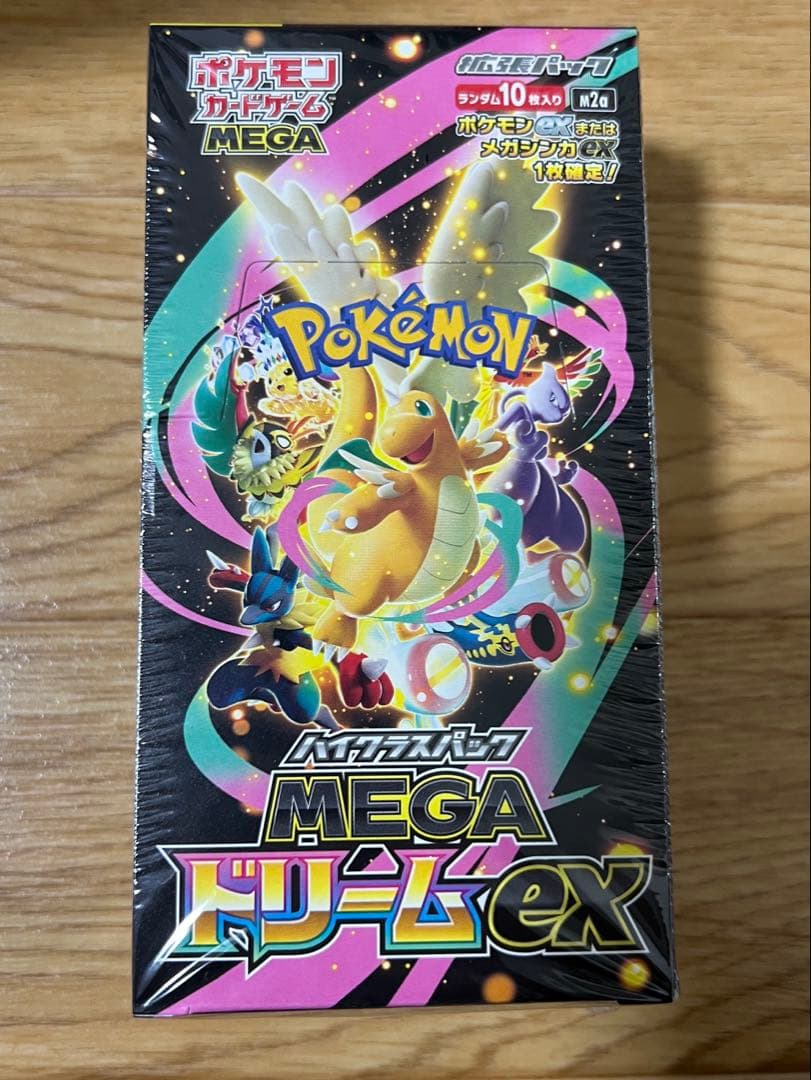 ポケモン
カードゲーム
MEGA
拡張パック
ランダム10枚入り
M2a
ポケモンexまたは
メガシンカex
1枚確定!
POKéMON
ハイクラスパック
MEGA
ドリームex